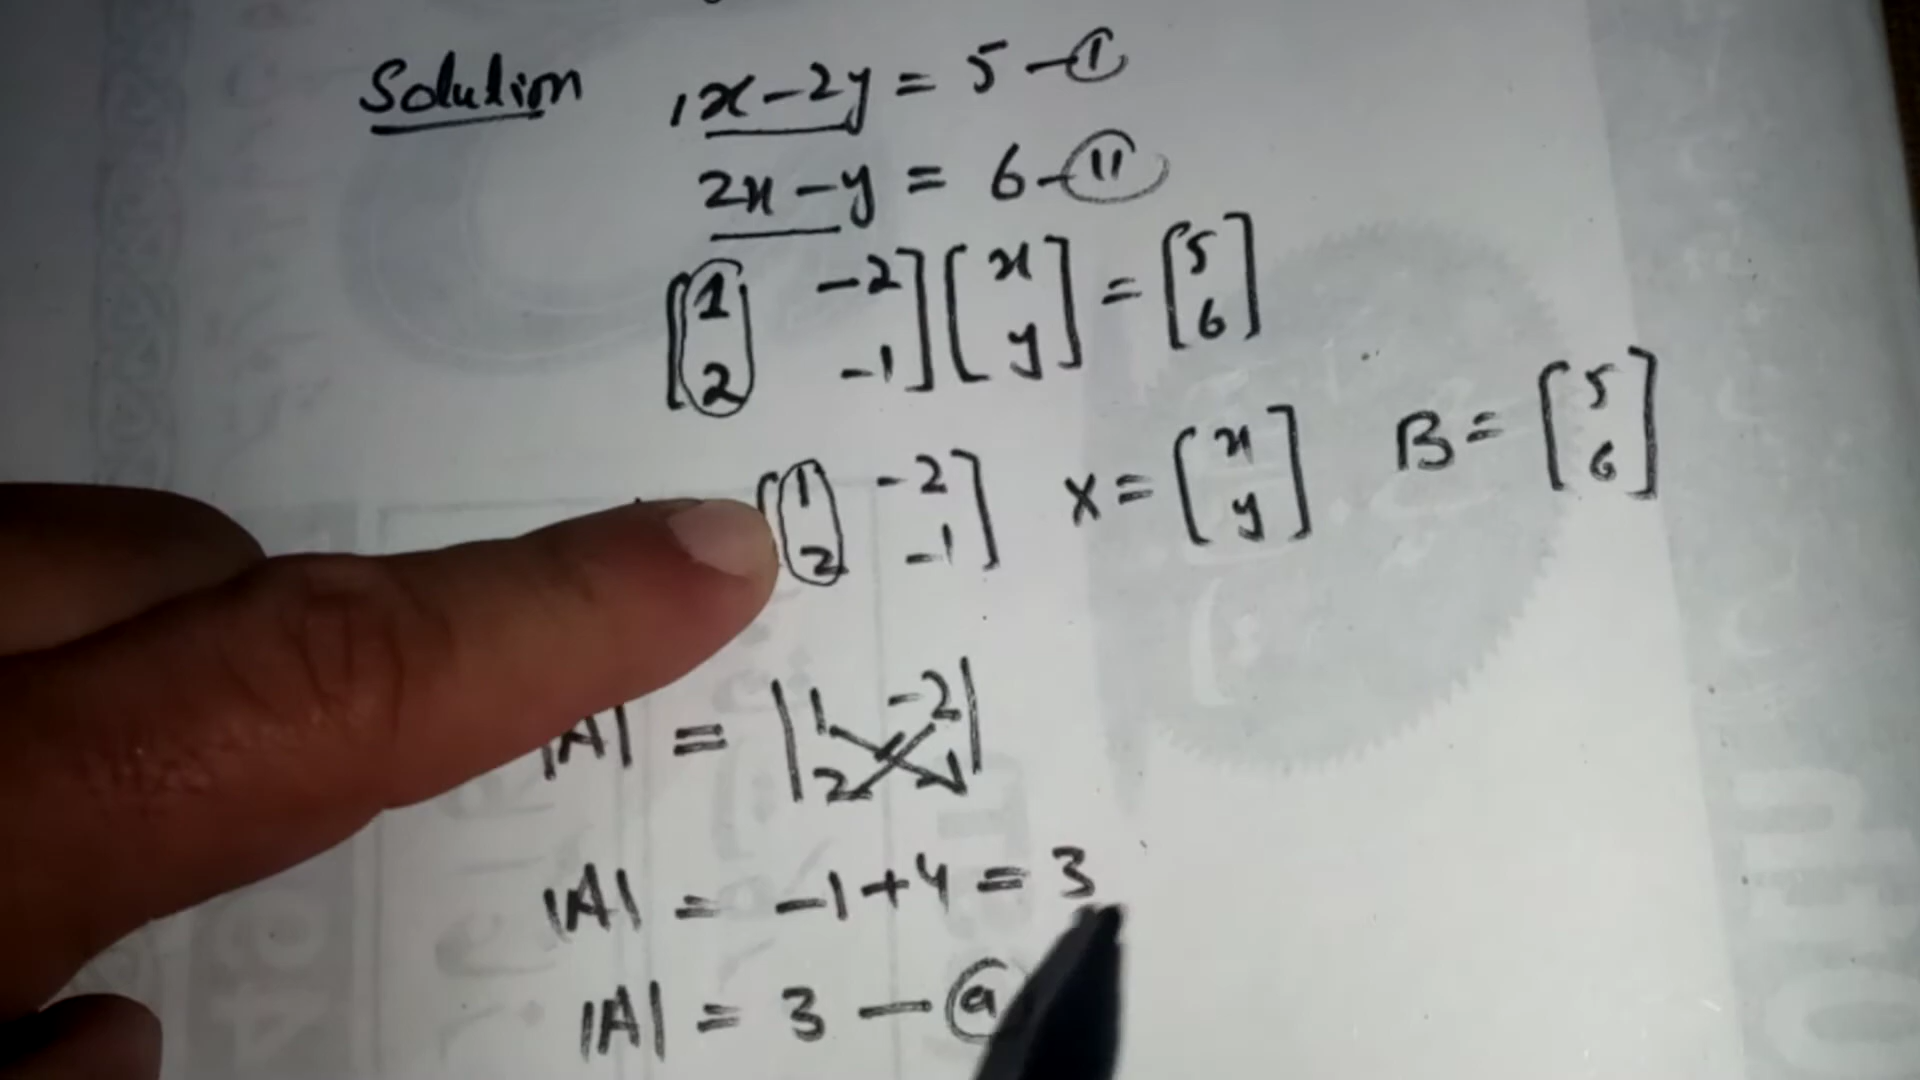 Solution 1x - 2y = 5 - (I)
2x - y = 6 - (II)
[1 -2; 2 -1] [x; y] = [5; 6]
[1 -2; 2 -1] X = [x; y] B = [5; 6]
|A| = |1 -2; 2 -1|
|A| = -1 + 4 = 3
|A| = 3 - (a)